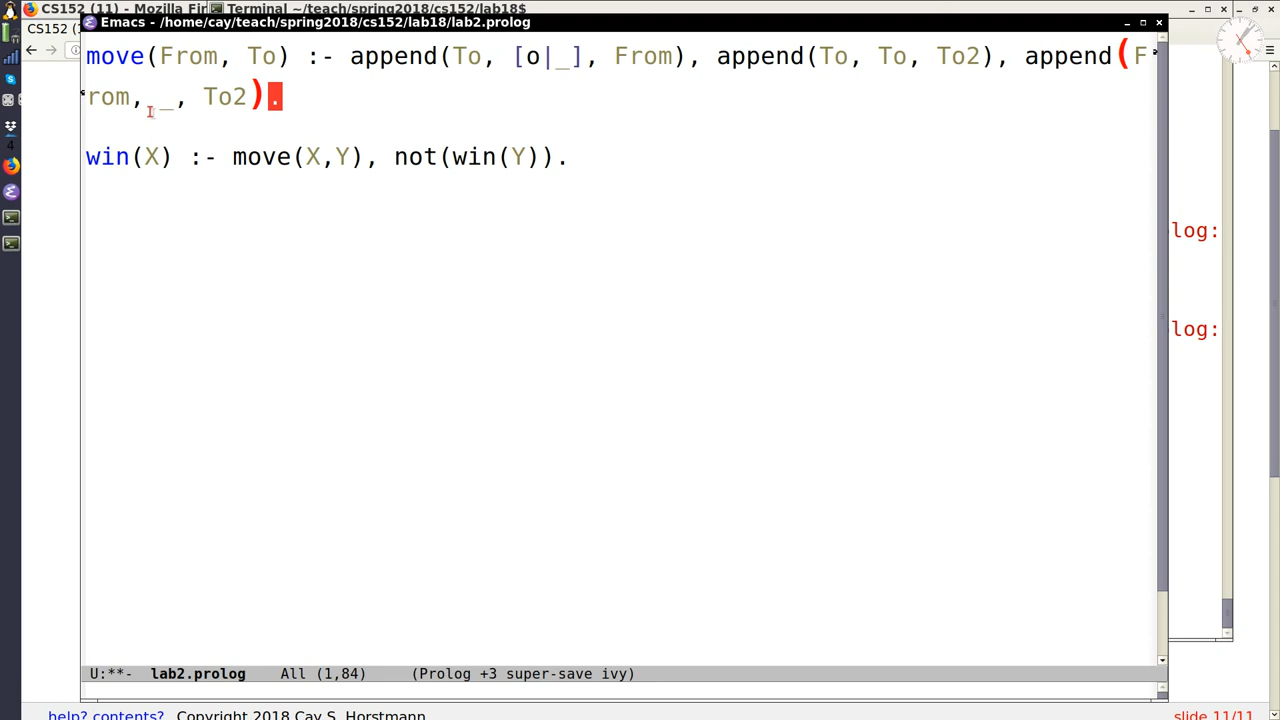 CS152 (11) - Mozilla Fir
Terminal ~/teach/spring2018/cs152/lab18$
Emacs - /home/cay/teach/spring2018/cs152/lab18/lab2.prolog
CS152 (
move(From, To) :- append(To, [o|_], From), append(To, To, To2), append(F
rom, _, To2).
win(X) :- move(X,Y), not(win(Y)).
log:
log:
4
U:**-  lab2.prolog    All (1,84)    (Prolog +3 super-save ivy)
help? contents?  Copyright 2018 Cay S. Horstmann
slide 11/11